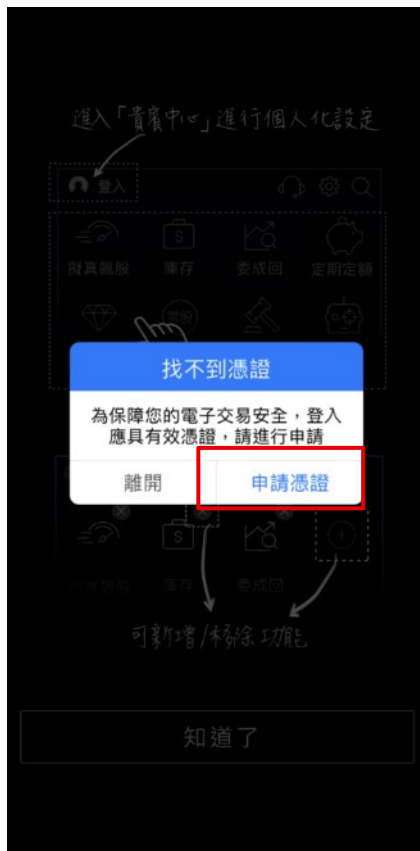 進入「貴賓中心」進行個人化設定
登入
擬真飆股 庫存 委成回 定期定額
零股
找不到憑證
為保障您的電子交易安全，登入
應具有效憑證，請進行申請
離開 申請憑證
庫存 委成回
可新增/移除功能
知道了